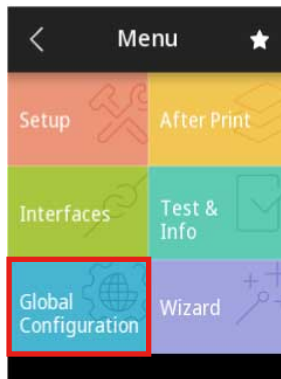 Menu
Setup
After Print
Interfaces
Test &
Info
Global
Configuration
Wizard